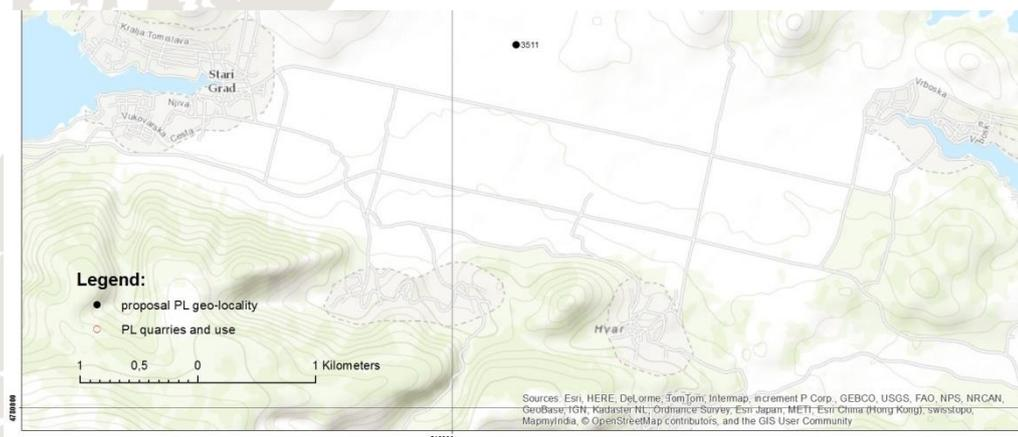 Kralja Tomislava
Stari
Grad
Njiva
Vukovarska
Cesta
3511
Vrboska
Hvar
Legend:
proposal PL geo-locality
PL quarries and use
1 0,5 0 1 Kilometers
Sources: Esri, HERE, DeLorme, TomTom, Intermap, increment P Corp., GEBCO, USGS, FAO, NPS, NRCAN,
GeoBase, IGN, Kadaster NL, Ordnance Survey, Esri Japan, METI, Esri China (Hong Kong), swisstopo,
MapmyIndia, © OpenStreetMap contributors, and the GIS User Community